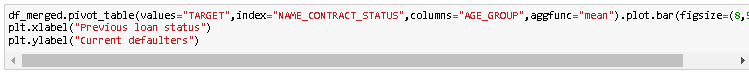 df_merged.pivot_table(values="TARGET",index="NAME_CONTRACT_STATUS",columns="AGE_GROUP",aggfunc="mean").plot.bar(figsize=(8,
plt.xlabel("Previous loan status")
plt.ylabel("Current defaulters")